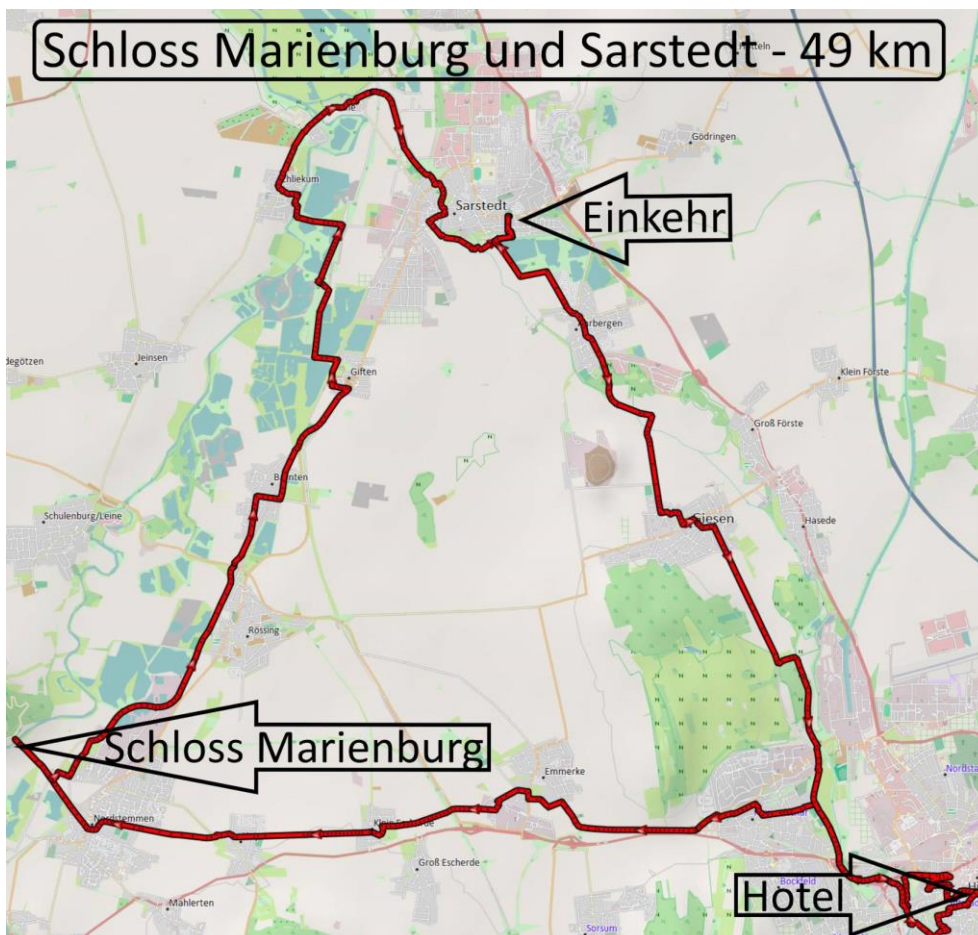 Schloss Marienburg und Sarstedt - 49 km
Gödringen
Sarstedt
Einkehr
Jeinsen
Giften
Klein Förste
Groß Förste
Schulenburg/Leine
Giesen
Hasede
Rössing
Schloss Marienburg
Emmerke
Nordstemmen
Groß Escherde
Mahlerten
Bockfeld
Hotel
Sorsum